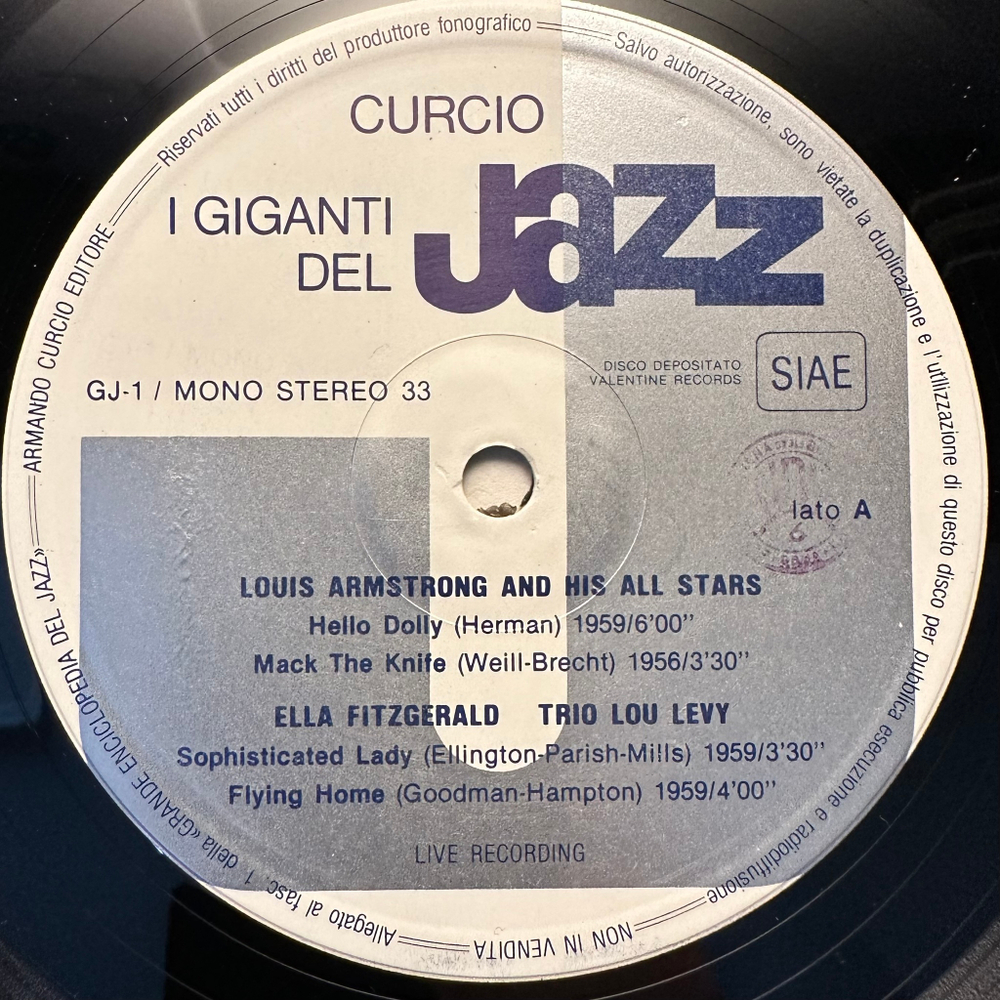 ARMANDO CURCIO EDITORE
Riservati tutti i diritti del produttore fonografico
Salvo autorizzazione, sono vietate la duplicazione e l'utilizzazione di questo disco per pubblica esecuzione e radiodiffusione
NON IN VENDITA
Allegato al fasc. 1 della «GRANDE ENCICLOPEDIA DEL JAZZ»
CURCIO
I GIGANTI
DEL
Jazz
DISCO DEPOSITATO
VALENTINE RECORDS
SIAE
GJ-1 / MONO STEREO 33
lato A
LOUIS ARMSTRONG AND HIS ALL STARS
Hello Dolly (Herman) 1959/6'00''
Mack The Knife (Weill-Brecht) 1956/3'30''
ELLA FITZGERALD TRIO LOU LEVY
Sophisticated Lady (Ellington-Parish-Mills) 1959/3'30''
Flying Home (Goodman-Hampton) 1959/4'00''
LIVE RECORDING